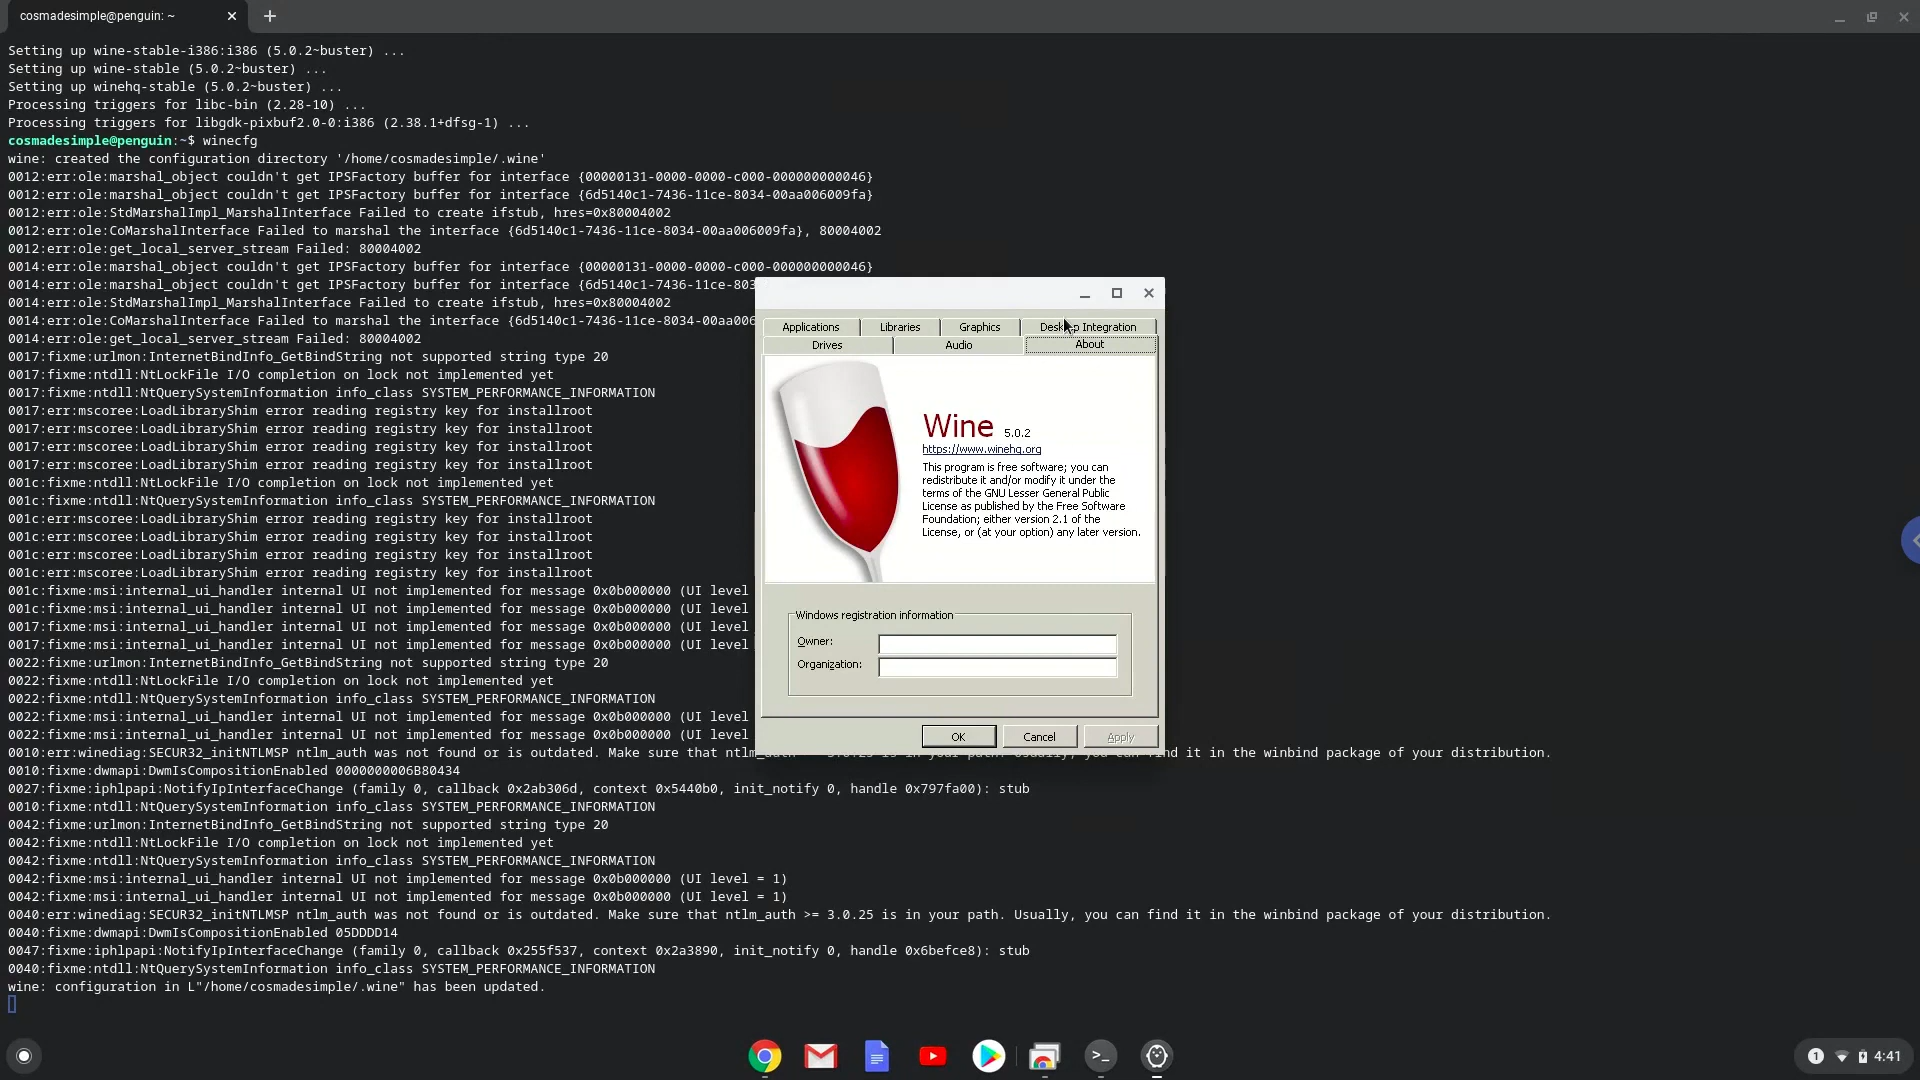 cosmadesimple@penguin: ~
Setting up wine-stable-i386:i386 (5.0.2~buster) ...
Setting up wine-stable (5.0.2~buster) ...
Setting up winehq-stable (5.0.2~buster) ...
Processing triggers for libc-bin (2.28-10) ...
Processing triggers for libgdk-pixbuf2.0-0:i386 (2.38.1+dfsg-1) ...
cosmadesimple@penguin:~$ winecfg
wine: created the configuration directory '/home/cosmadesimple/.wine'
0012:err:ole:marshal_object couldn't get IPSFactory buffer for interface {00000131-0000-0000-c000-000000000046}
0012:err:ole:marshal_object couldn't get IPSFactory buffer for interface {6d5140c1-7436-11ce-8034-00aa006009fa}
0012:err:ole:StdMarshalImpl_MarshalInterface Failed to create ifstub, hres=0x80004002
0012:err:ole:CoMarshalInterface Failed to marshal the interface {6d5140c1-7436-11ce-8034-00aa006009fa}, 80004002
0012:err:ole:get_local_server_stream Failed: 80004002
0014:err:ole:marshal_object couldn't get IPSFactory buffer for interface {00000131-0000-0000-c000-000000000046}
0014:err:ole:marshal_object couldn't get IPSFactory buffer for interface {6d5140c1-7436-11ce-8034-00aa00
0014:err:ole:StdMarshalImpl_MarshalInterface Failed to create ifstub, hres=0x80004002
0014:err:ole:CoMarshalInterface Failed to marshal the interface {6d5140c1-7436-11ce-8034-00aa006
0014:err:ole:get_local_server_stream Failed: 80004002
0017:fixme:urlmon:InternetBindInfo_GetBindString not supported string type 20
0017:fixme:ntdll:NtLockFile I/O completion on lock not implemented yet
0017:fixme:ntdll:NtQuerySystemInformation info_class SYSTEM_PERFORMANCE_INFORMATION
0017:err:mscoree:LoadLibraryShim error reading registry key for installroot
0017:err:mscoree:LoadLibraryShim error reading registry key for installroot
0017:err:mscoree:LoadLibraryShim error reading registry key for installroot
0017:err:mscoree:LoadLibraryShim error reading registry key for installroot
001c:fixme:ntdll:NtLockFile I/O completion on lock not implemented yet
001c:fixme:ntdll:NtQuerySystemInformation info_class SYSTEM_PERFORMANCE_INFORMATION
001c:err:mscoree:LoadLibraryShim error reading registry key for installroot
001c:err:mscoree:LoadLibraryShim error reading registry key for installroot
001c:err:mscoree:LoadLibraryShim error reading registry key for installroot
001c:err:mscoree:LoadLibraryShim error reading registry key for installroot
001c:fixme:msi:internal_ui_handler internal UI not implemented for message 0x0b000000 (UI level
001c:fixme:msi:internal_ui_handler internal UI not implemented for message 0x0b000000 (UI level
0017:fixme:msi:internal_ui_handler internal UI not implemented for message 0x0b000000 (UI level
0017:fixme:msi:internal_ui_handler internal UI not implemented for message 0x0b000000 (UI level
0022:fixme:urlmon:InternetBindInfo_GetBindString not supported string type 20
0022:fixme:ntdll:NtLockFile I/O completion on lock not implemented yet
0022:fixme:ntdll:NtQuerySystemInformation info_class SYSTEM_PERFORMANCE_INFORMATION
0022:fixme:msi:internal_ui_handler internal UI not implemented for message 0x0b000000 (UI level
0022:fixme:msi:internal_ui_handler internal UI not implemented for message 0x0b000000 (UI level
0010:err:winediag:SECUR32_initNTLMSP ntlm_auth was not found or is outdated. Make sure that ntlm_auth 3.0.25 is in your path. Usually, you can find it in the winbind package of your distribution.
0010:fixme:dwmapi:DwmIsCompositionEnabled 0000000006B80434
0027:fixme:iphlpapi:NotifyIpInterfaceChange (family 0, callback 0x2ab306d, context 0x5440b0, init_notify 0, handle 0x797fa00): stub
0010:fixme:ntdll:NtQuerySystemInformation info_class SYSTEM_PERFORMANCE_INFORMATION
0042:fixme:urlmon:InternetBindInfo_GetBindString not supported string type 20
0042:fixme:ntdll:NtLockFile I/O completion on lock not implemented yet
0042:fixme:ntdll:NtQuerySystemInformation info_class SYSTEM_PERFORMANCE_INFORMATION
0042:fixme:msi:internal_ui_handler internal UI not implemented for message 0x0b000000 (UI level = 1)
0042:fixme:msi:internal_ui_handler internal UI not implemented for message 0x0b000000 (UI level = 1)
0040:err:winediag:SECUR32_initNTLMSP ntlm_auth was not found or is outdated. Make sure that ntlm_auth >= 3.0.25 is in your path. Usually, you can find it in the winbind package of your distribution.
0040:fixme:dwmapi:DwmIsCompositionEnabled 05DDDD14
0047:fixme:iphlpapi:NotifyIpInterfaceChange (family 0, callback 0x255f537, context 0x2a3890, init_notify 0, handle 0x6befce8): stub
0040:fixme:ntdll:NtQuerySystemInformation info_class SYSTEM_PERFORMANCE_INFORMATION
wine: configuration in L"/home/cosmadesimple/.wine" has been updated.
Applications Libraries Graphics Desktop Integration
Drives Audio About
Wine 5.0.2
https://www.winehq.org
This program is free software; you can
redistribute it and/or modify it under the
terms of the GNU Lesser General Public
License as published by the Free Software
Foundation; either version 2.1 of the
License, or (at your option) any later version.
Windows registration information
Owner:
Organization:
OK Cancel Apply
1 4:41